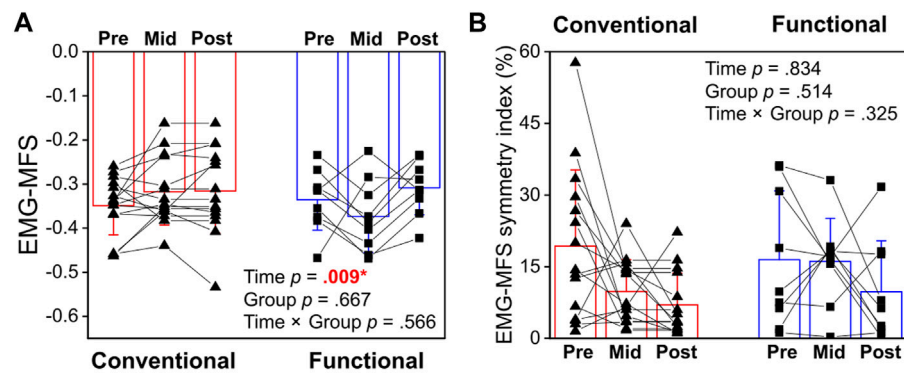 A
Pre Mid Post Pre Mid Post
0.0
-0.1
-0.2
-0.3
-0.4
-0.5
-0.6
EMG-MFS
Time p = .009*
Group p = .667
Time × Group p = .566
Conventional Functional
B
Conventional Functional
60
45
30
15
0
EMG-MFS symmetry index (%)
Time p = .834
Group p = .514
Time × Group p = .325
Pre Mid Post Pre Mid Post